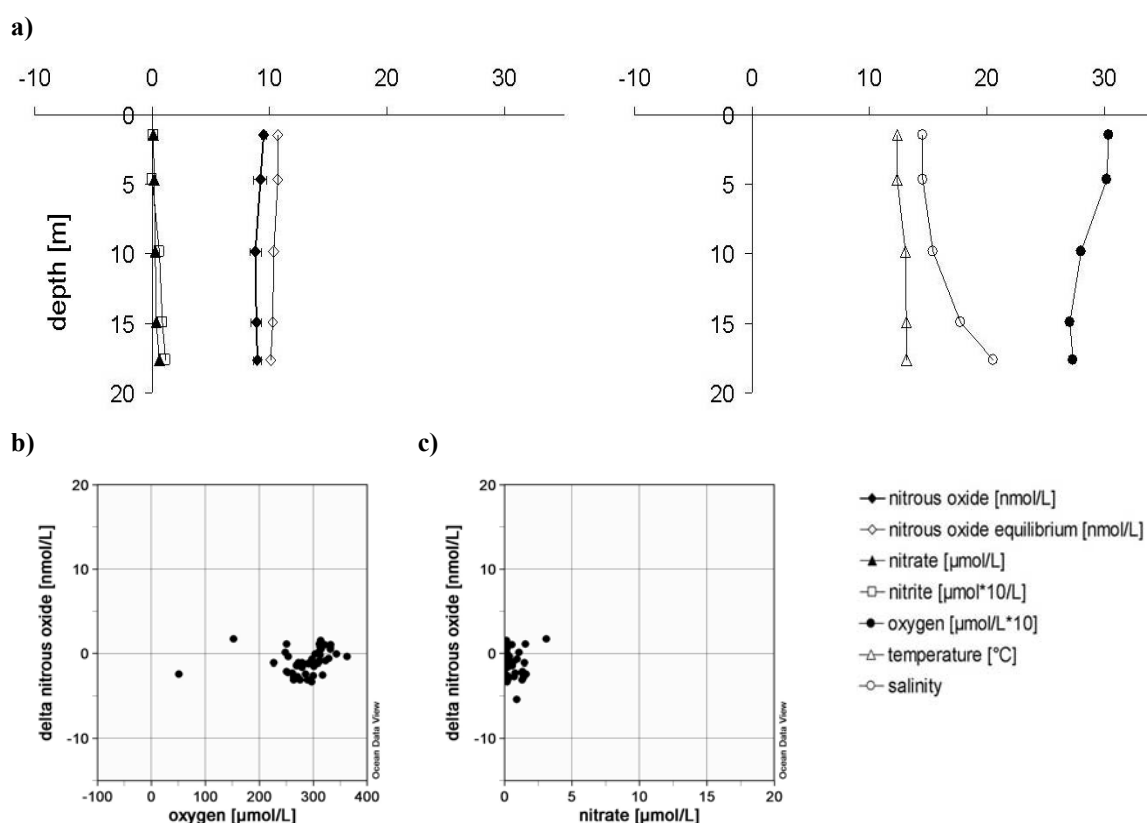 a)
-10 0 10 20 30
-10 0 10 20 30
0
5
10
15
20
depth [m]
0
5
10
15
20
b)
20
10
0
-10
delta nitrous oxide [nmol/L]
-100 0 100 200 300 400
oxygen [µmol/L]
Ocean Data View
c)
20
10
0
-10
delta nitrous oxide [nmol/L]
0 5 10 15 20
nitrate [µmol/L]
Ocean Data View
nitrous oxide [nmol/L]
nitrous oxide equilibrium [nmol/L]
nitrate [µmol/L]
nitrite [µmol*10/L]
oxygen [µmol/L*10]
temperature [°C]
salinity